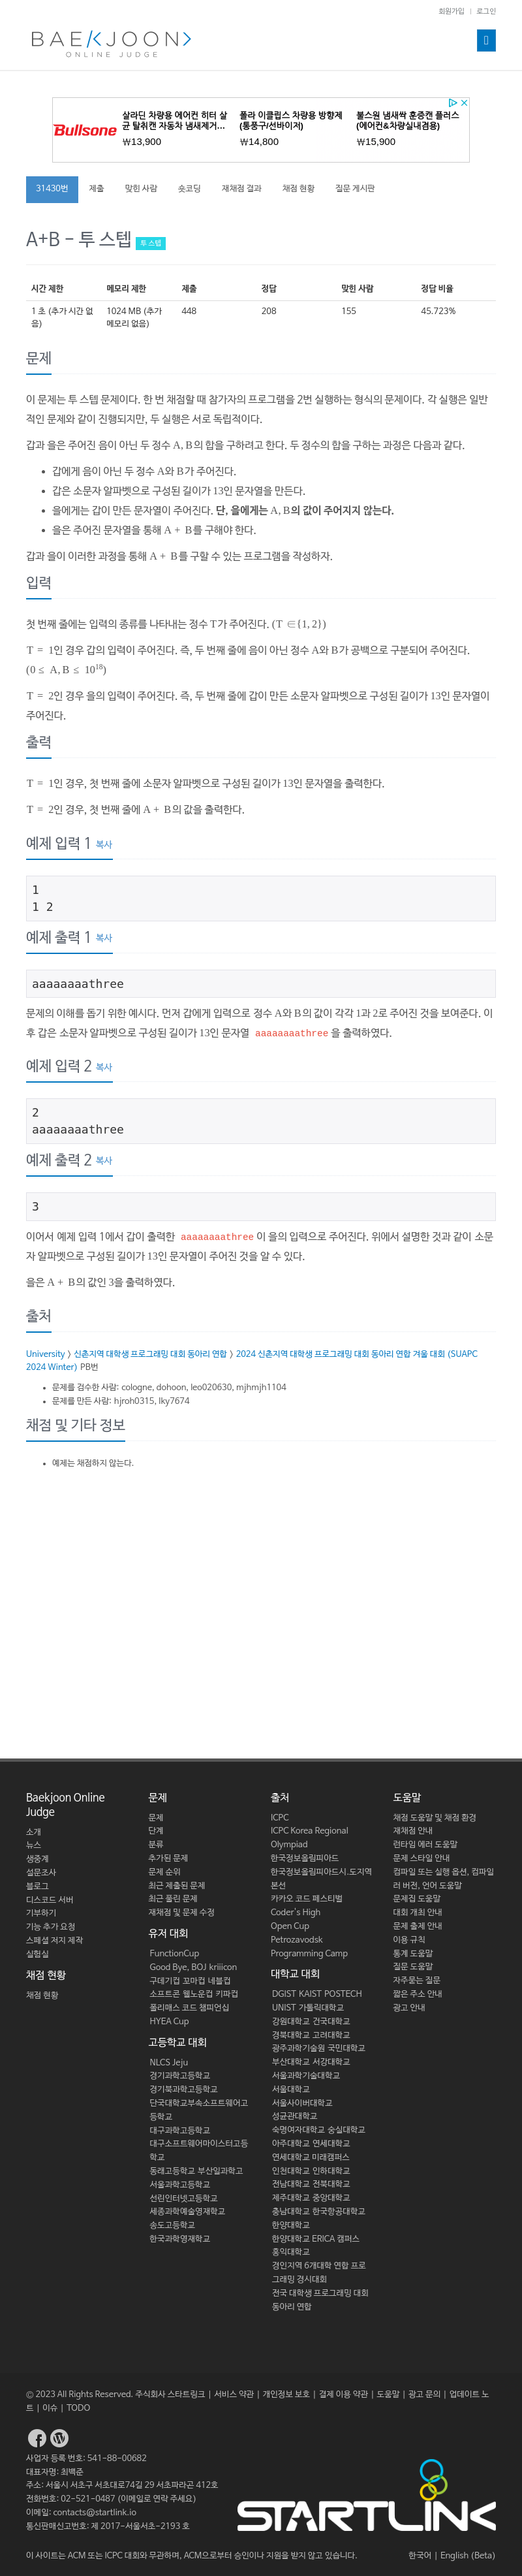 회원가입 | 로그인
BAEKJOON>
ONLINE JUDGE
Bullsone
살라딘 차량용 에어컨 히터 살균 탈취캔 자동차 냄새제거...
₩13,900
폴라 이클립스 차량용 방향제 (통풍구/선바이저)
₩14,800
불스원 냄새싹 훈증캔 플러스 (에어컨&차량실내겸용)
₩15,900
31430번 제출 맞힌 사람 숏코딩 재채점 결과 채점 현황 질문 게시판
A+B - 투 스텝 투 스텝
시간 제한 메모리 제한 제출 정답 맞힌 사람 정답 비율
1 초 (추가 시간 없음) 1024 MB (추가 메모리 없음) 448 208 155 45.723%
문제
이 문제는 투 스텝 문제이다. 한 번 채점할 때 참가자의 프로그램을 2번 실행하는 형식의 문제이다. 각 실행은 일반
적인 문제와 같이 진행되지만, 두 실행은 서로 독립적이다.
갑과 을은 주어진 음이 아닌 두 정수 A, B의 합을 구하려고 한다. 두 정수의 합을 구하는 과정은 다음과 같다.
• 갑에게 음이 아닌 두 정수 A와 B가 주어진다.
• 갑은 소문자 알파벳으로 구성된 길이가 13인 문자열을 만든다.
• 을에게는 갑이 만든 문자열이 주어진다. 단, 을에게는 A, B의 값이 주어지지 않는다.
• 을은 주어진 문자열을 통해 A + B를 구해야 한다.
갑과 을이 이러한 과정을 통해 A + B를 구할 수 있는 프로그램을 작성하자.
입력
첫 번째 줄에는 입력의 종류를 나타내는 정수 T가 주어진다. (T ∈{1, 2})
T = 1인 경우 갑의 입력이 주어진다. 즉, 두 번째 줄에 음이 아닌 정수 A와 B가 공백으로 구분되어 주어진다.
(0 ≤ A, B ≤ 10^18)
T = 2인 경우 을의 입력이 주어진다. 즉, 두 번째 줄에 갑이 만든 소문자 알파벳으로 구성된 길이가 13인 문자열이
주어진다.
출력
T = 1인 경우, 첫 번째 줄에 소문자 알파벳으로 구성된 길이가 13인 문자열을 출력한다.
T = 2인 경우, 첫 번째 줄에 A + B의 값을 출력한다.
예제 입력 1 복사
1
1 2
예제 출력 1 복사
aaaaaaaathree
문제의 이해를 돕기 위한 예시다. 먼저 갑에게 입력으로 정수 A와 B의 값이 각각 1과 2로 주어진 것을 보여준다. 이
후 갑은 소문자 알파벳으로 구성된 길이가 13인 문자열 aaaaaaaathree 을 출력하였다.
예제 입력 2 복사
2
aaaaaaaathree
예제 출력 2 복사
3
이어서 예제 입력 1에서 갑이 출력한 aaaaaaaathree 이 을의 입력으로 주어진다. 위에서 설명한 것과 같이 소문
자 알파벳으로 구성된 길이가 13인 문자열이 주어진 것을 알 수 있다.
을은 A + B의 값인 3을 출력하였다.
출처
University > 신촌지역 대학생 프로그래밍 대회 동아리 연합 > 2024 신촌지역 대학생 프로그래밍 대회 동아리 연합 겨울 대회 (SUAPC
2024 Winter) PB번
• 문제를 검수한 사람: cologne, dohoon, leo020630, mjhmjh1104
• 문제를 만든 사람: hjroh0315, lky7674
채점 및 기타 정보
• 예제는 채점하지 않는다.
Baekjoon Online
Judge
소개
뉴스
생중계
설문조사
블로그
디스코드 서버
기부하기
기능 추가 요청
스페셜 저지 제작
실험실
채점 현황
채점 현황
문제
문제
단계
분류
추가된 문제
문제 순위
최근 제출된 문제
최근 풀린 문제
재채점 및 문제 수정
유저 대회
FunctionCup
Good Bye, BOJ kriiicon
구데기컵 꼬마컵 네블컵
소프트콘 웰노운컵 키파컵
폴리매스 코드 챔피언십
HYEA Cup
고등학교 대회
NLCS Jeju
경기과학고등학교
경기북과학고등학교
단국대학교부속소프트웨어고
등학교
대구과학고등학교
대구소프트웨어마이스터고등
학교
동래고등학교 부산일과학고
서울과학고등학교
선린인터넷고등학교
세종과학예술영재학교
송도고등학교
한국과학영재학교
출처
ICPC
ICPC Korea Regional
Olympiad
한국정보올림피아드
한국정보올림피아드시.도지역
본선
카카오 코드 페스티벌
Coder's High
Open Cup
Petrozavodsk
Programming Camp
대학교 대회
DGIST KAIST POSTECH
UNIST 가톨릭대학교
강원대학교 건국대학교
경북대학교 고려대학교
광주과학기술원 국민대학교
부산대학교 서강대학교
서울과학기술대학교
서울대학교
서울사이버대학교
성균관대학교
숙명여자대학교 숭실대학교
아주대학교 연세대학교
연세대학교 미래캠퍼스
인천대학교 인하대학교
전남대학교 전북대학교
제주대학교 중앙대학교
충남대학교 한국항공대학교
한양대학교
한양대학교 ERICA 캠퍼스
홍익대학교
경인지역 6개대학 연합 프로
그래밍 경시대회
전국 대학생 프로그래밍 대회
동아리 연합
도움말
채점 도움말 및 채점 환경
재채점 안내
런타임 에러 도움말
문제 스타일 안내
컴파일 또는 실행 옵션, 컴파일
러 버전, 언어 도움말
문제집 도움말
대회 개최 안내
문제 출제 안내
이용 규칙
통계 도움말
질문 도움말
자주묻는 질문
짧은 주소 안내
광고 안내
© 2023 All Rights Reserved. 주식회사 스타트링크 | 서비스 약관 | 개인정보 보호 | 결제 이용 약관 | 도움말 | 광고 문의 | 업데이트 노
트 | 이슈 | TODO
사업자 등록 번호: 541-88-00682
대표자명: 최백준
주소: 서울시 서초구 서초대로74길 29 서초파라곤 412호
전화번호: 02-521-0487 (이메일로 연락 주세요)
이메일: contacts@startlink.io
통신판매신고번호: 제 2017-서울서초-2193 호
STARTLINK
이 사이트는 ACM 또는 ICPC 대회와 무관하며, ACM으로부터 승인이나 지원을 받지 않고 있습니다.
한국어 | English (Beta)